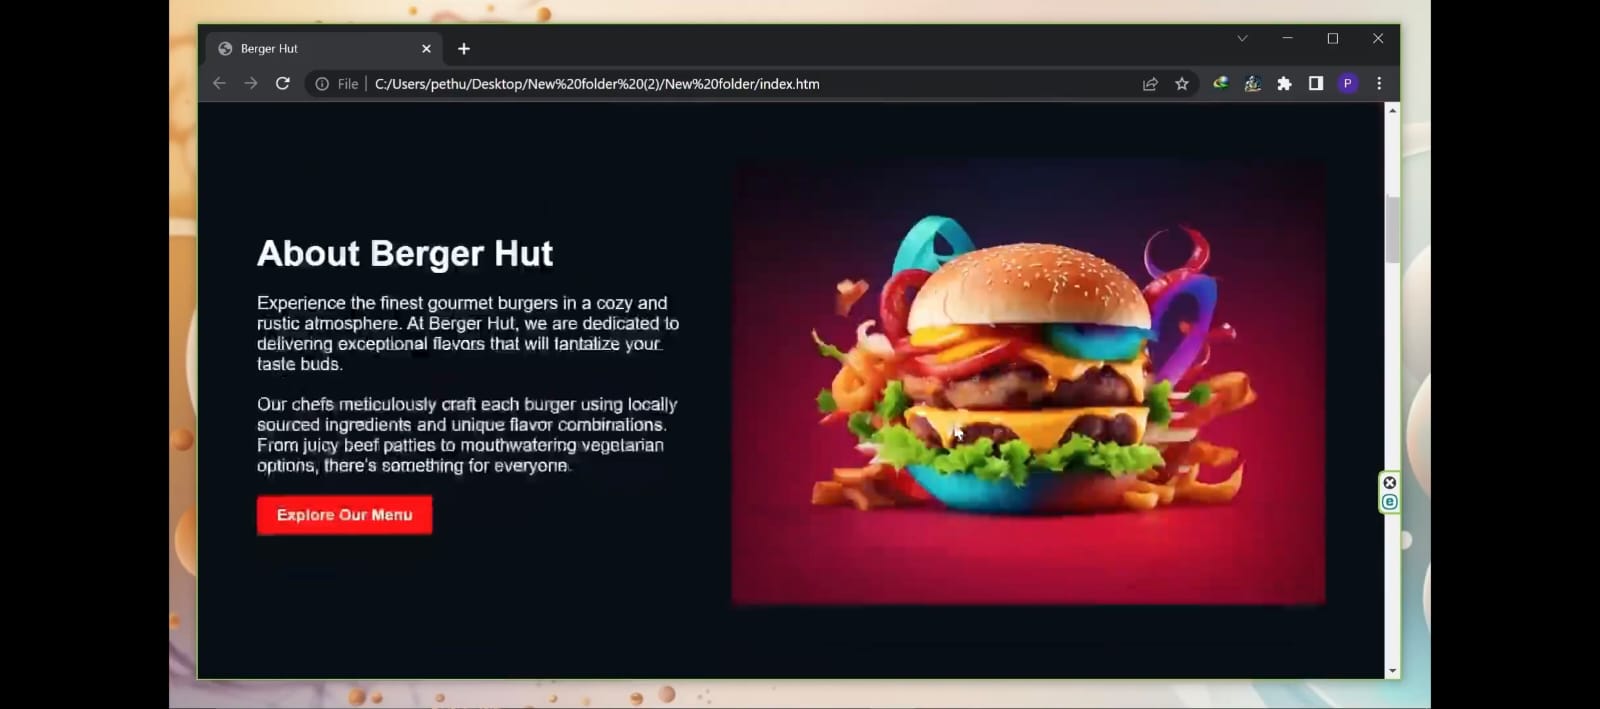 Berger Hut
File
C:/Users/pethu/Desktop/New%20folder%20(2)/New%20folder/index.htm
P
About Berger Hut
Experience the finest gourmet burgers in a cozy and
rustic atmosphere. At Berger Hut, we are dedicated to
delivering exceptional flavors that will tantalize your
taste buds.
Our chefs meticulously craft each burger using locally
sourced ingredients and unique flavor combinations.
From juicy beef patties to mouthwatering vegetarian
options, there's something for everyone.
Explore Our Menu